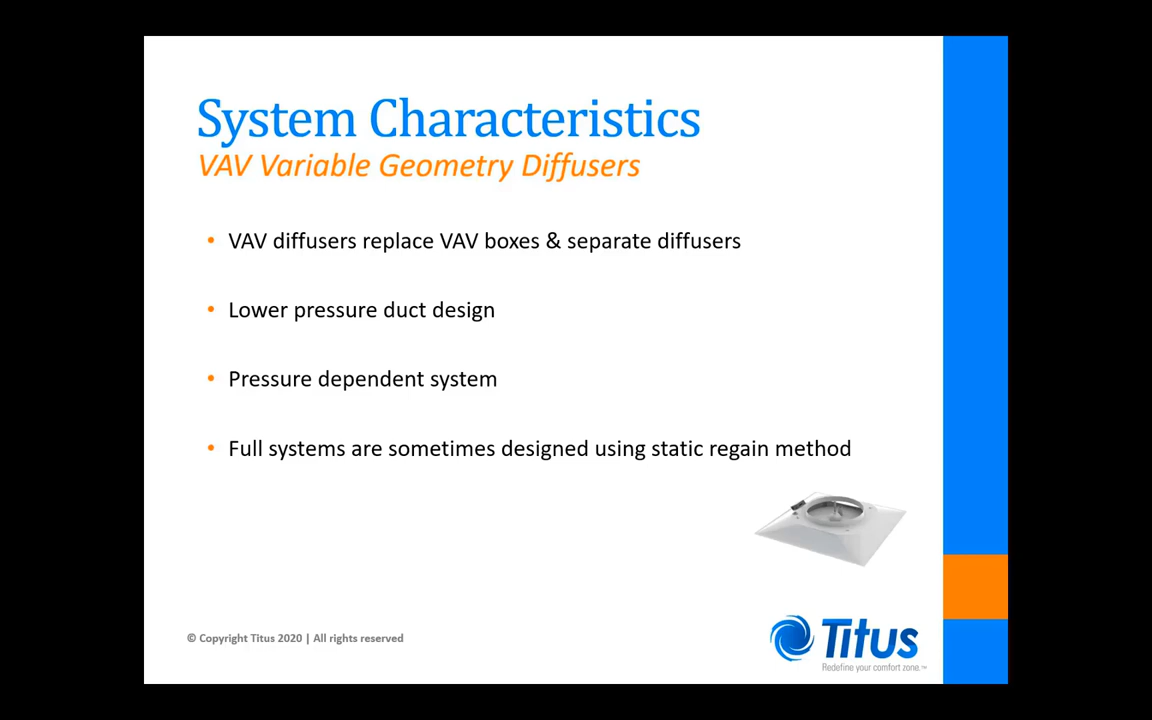 System Characteristics
VAV Variable Geometry Diffusers
• VAV diffusers replace VAV boxes & separate diffusers
• Lower pressure duct design
• Pressure dependent system
• Full systems are sometimes designed using static regain method
© Copyright Titus 2020 | All rights reserved
Titus
Redefine your comfort zone.™